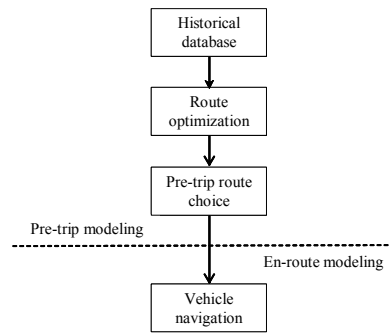 Historical
database
Route
optimization
Pre-trip route
choice
Pre-trip modeling
En-route modeling
Vehicle
navigation